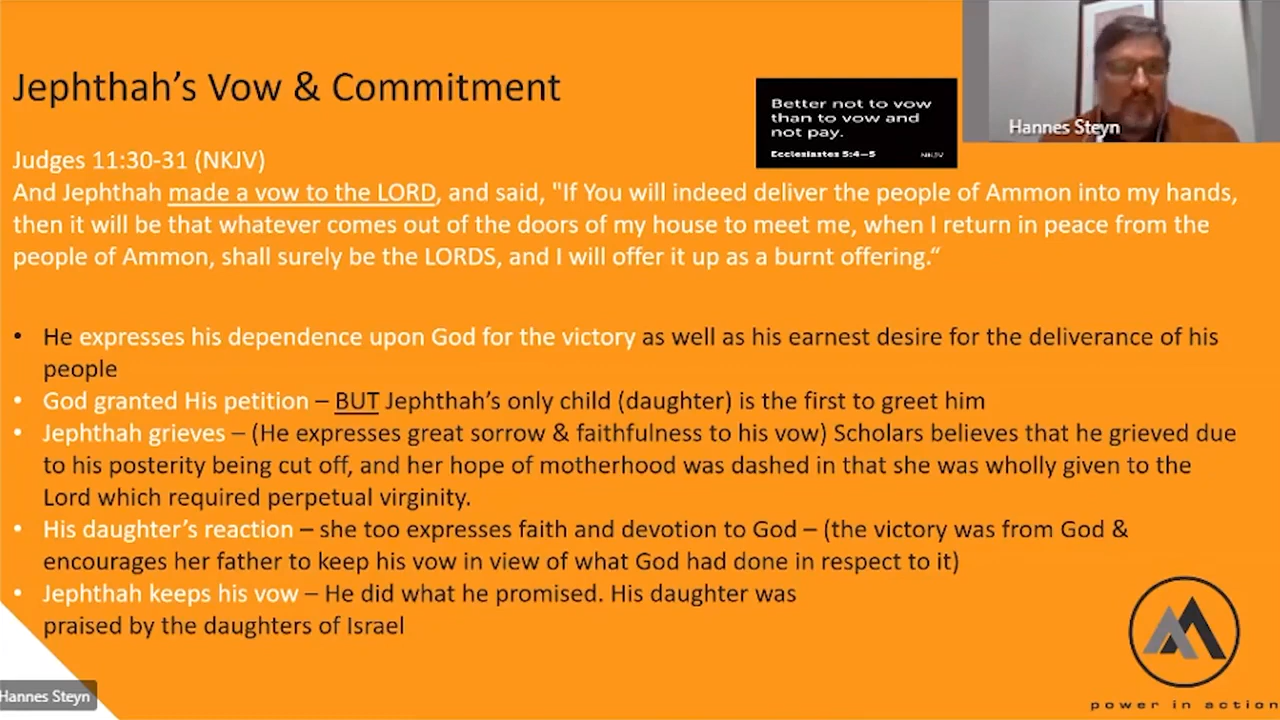 Jephthah's Vow & Commitment
Better not to vow
than to vow and
not pay.
Ecclesiastes 5:4-5 NKJV
Hannes Steyn
Judges 11:30-31 (NKJV)
And Jephthah made a vow to the LORD, and said, "If You will indeed deliver the people of Ammon into my hands,
then it will be that whatever comes out of the doors of my house to meet me, when I return in peace from the
people of Ammon, shall surely be the LORDS, and I will offer it up as a burnt offering.“
• He expresses his dependence upon God for the victory as well as his earnest desire for the deliverance of his
people
• God granted His petition – BUT Jephthah's only child (daughter) is the first to greet him
• Jephthah grieves – (He expresses great sorrow & faithfulness to his vow) Scholars believes that he grieved due
to his posterity being cut off, and her hope of motherhood was dashed in that she was wholly given to the
Lord which required perpetual virginity.
• His daughter's reaction – she too expresses faith and devotion to God – (the victory was from God &
encourages her father to keep his vow in view of what God had done in respect to it)
• Jephthah keeps his vow – He did what he promised. His daughter was
praised by the daughters of Israel
Hannes Steyn
power in action